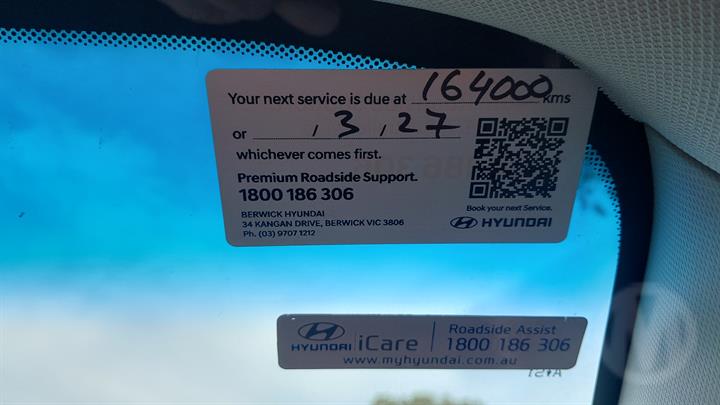 Your next service is due at 164000 kms
or , 3 , 27
whichever comes first.
Premium Roadside Support.
1800 186 306
BERWICK HYUNDAI
34 KANGAN DRIVE, BERWICK VIC 3806
Ph. (03) 9707 1212
Book your next Service.
HYUNDAI
HYUNDAI iCare Roadside Assist 1800 186 306
www.myhyundai.com.au